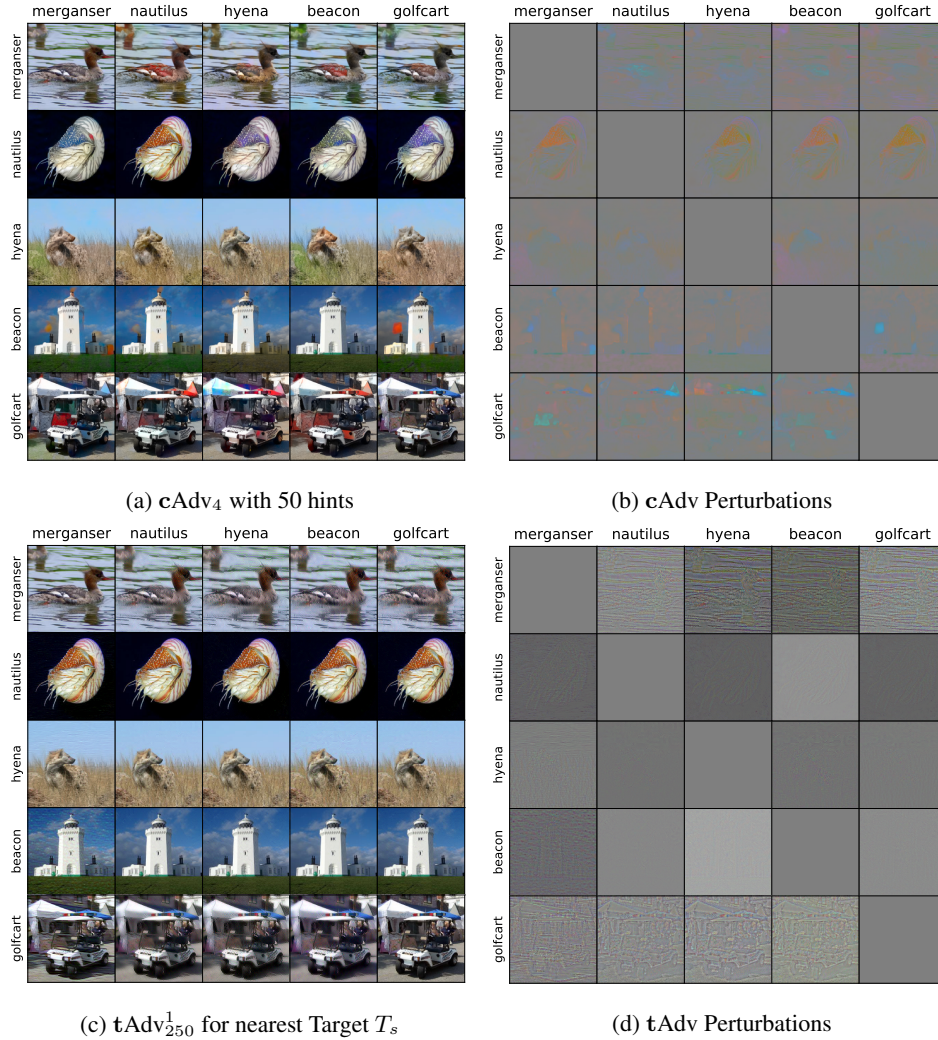 merganser nautilus hyena beacon golfcart
merganser
nautilus
hyena
beacon
golfcart
(a) cAdv4 with 50 hints
merganser nautilus hyena beacon golfcart
merganser
nautilus
hyena
beacon
golfcart
(b) cAdv Perturbations
merganser nautilus hyena beacon golfcart
merganser
nautilus
hyena
beacon
golfcart
(c) tAdv¹₂₅₀ for nearest Target Tₛ
merganser nautilus hyena beacon golfcart
merganser
nautilus
hyena
beacon
golfcart
(d) tAdv Perturbations